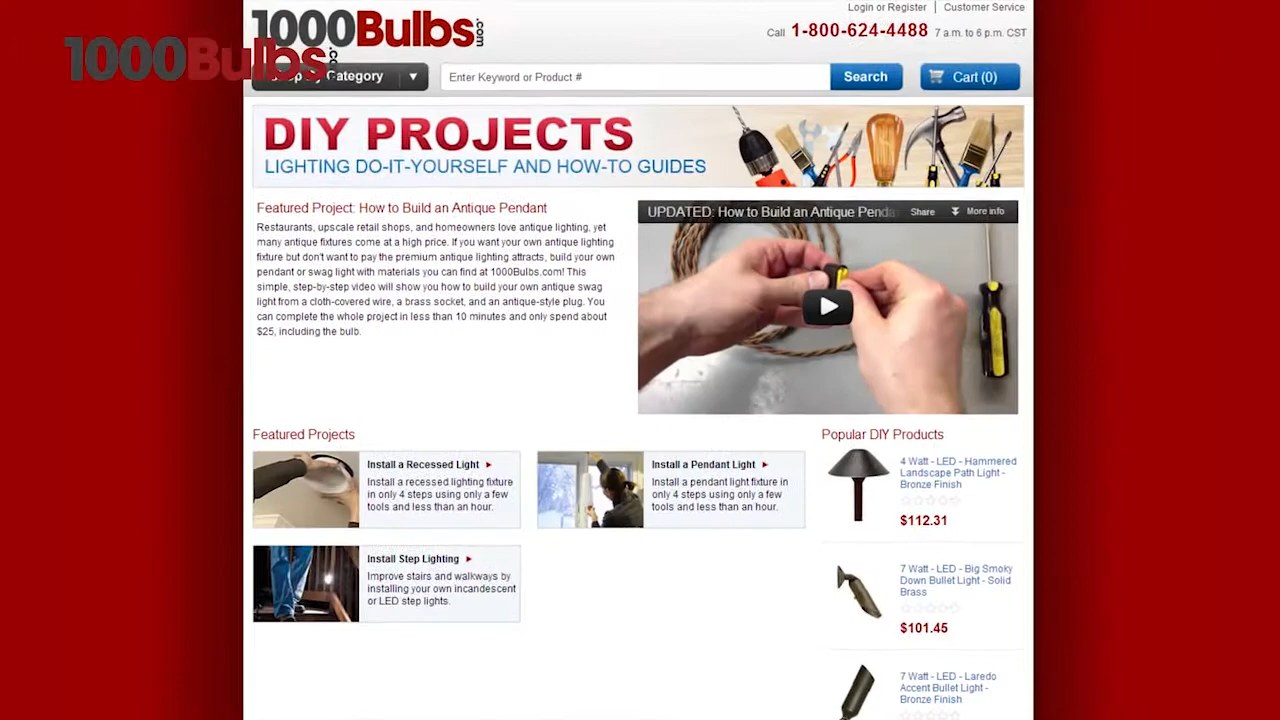 Login or Register | Customer Service
1000Bulbs.com
Call 1-800-624-4488 7 a.m. to 6 p.m. CST
1000Bulbs.co
Category ▼
Enter Keyword or Product #
Search
Cart (0)
DIY PROJECTS
LIGHTING DO-IT-YOURSELF AND HOW-TO GUIDES
Featured Project: How to Build an Antique Pendant
Restaurants, upscale retail shops, and homeowners love antique lighting, yet
many antique fixtures come at a high price. If you want your own antique lighting
fixture but don't want to pay the premium antique lighting attracts, build your own
pendant or swag light with materials you can find at 1000Bulbs.com! This
simple, step-by-step video will show you how to build your own antique swag
light from a cloth-covered wire, a brass socket, and an antique-style plug. You
can complete the whole project in less than 10 minutes and only spend about
$25, including the bulb.
UPDATED: How to Build an Antique Penda
Share
More info
Featured Projects
Install a Recessed Light ►
Install a recessed lighting fixture
in only 4 steps using only a few
tools and less than an hour.
Install a Pendant Light ►
Install a pendant light fixture in
in only 4 steps using only a few
tools and less than an hour.
Install Step Lighting ►
Improve stairs and walkways by
installing your own incandescent
or LED step lights.
Popular DIY Products
4 Watt - LED - Hammered
Landscape Path Light -
Bronze Finish
$112.31
7 Watt - LED - Big Smoky
Down Bullet Light - Solid
Brass
$101.45
7 Watt - LED - Laredo
Accent Bullet Light -
Bronze Finish